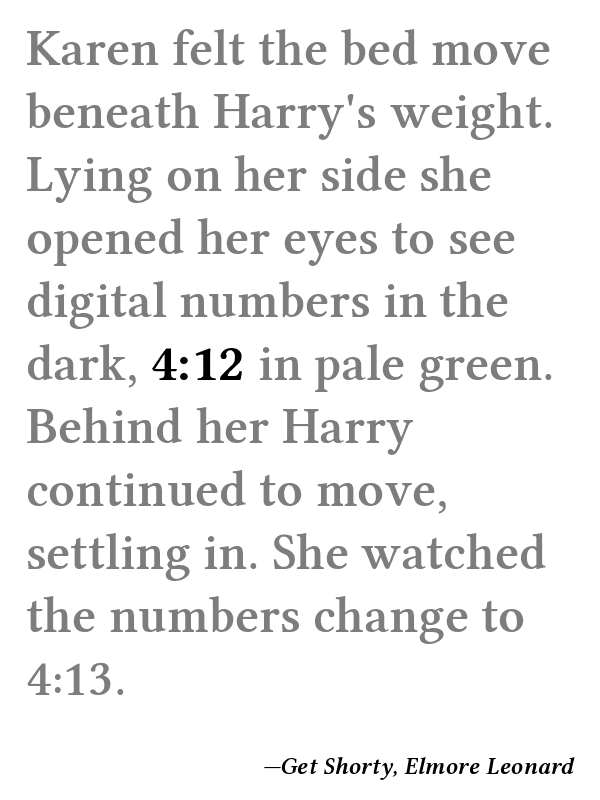 Karen felt the bed move
beneath Harry's weight.
Lying on her side she
opened her eyes to see
digital numbers in the
dark, 4:12 in pale green.
Behind her Harry
continued to move,
settling in. She watched
the numbers change to
4:13.
—Get Shorty, Elmore Leonard